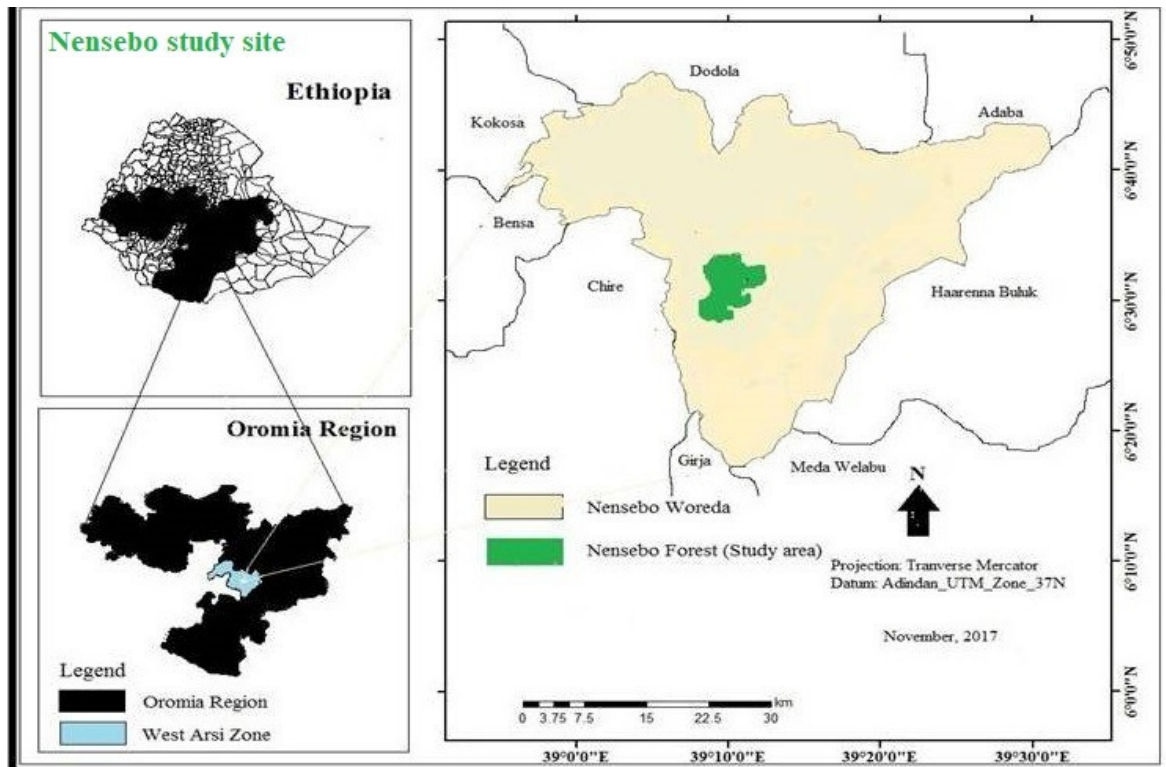 Nensebo study site
Ethiopia
Oromia Region
Legend
Oromia Region
West Arsi Zone
Dodola
Kokosa
Adaba
Bensa
Chire
Haarenna Buluk
Girja
Meda Welabu
Legend
Nensebo Woreda
Nensebo Forest (Study area)
N
Projection: Tranverse Mercator
Datum: Adindan_UTM_Zone_37N
November, 2017
0 3.75 7.5 15 22.5 30 km
39°0'0"E 39°10'0"E 39°20'0"E 39°30'0"E
6°50'0"N
6°40'0"N
6°30'0"N
6°20'0"N
6°10'0"N
6°0'0"N